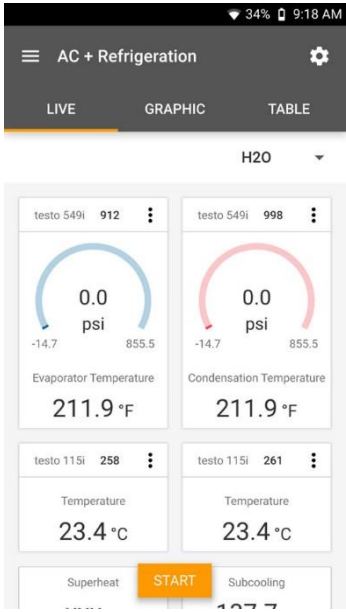 34% 9:18 AM
AC + Refrigeration
LIVE GRAPHIC TABLE
H2O
testo 549i 912 testo 549i 998
0.0 0.0
psi psi
-14.7 855.5 -14.7 855.5
Evaporator Temperature Condensation Temperature
211.9 °F 211.9 °F
testo 115i 258 testo 115i 261
Temperature Temperature
23.4 °C 23.4 °C
Superheat START Subcooling